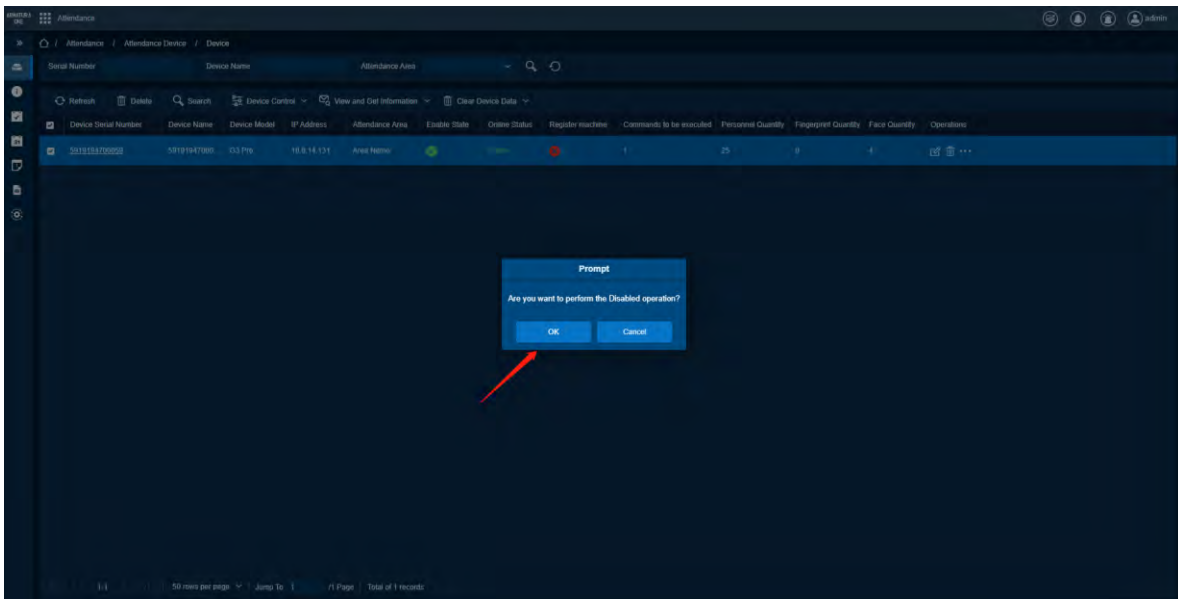 Attendance
admin
/ Attendance / Attendance Device / Device
Serial Number Device Name Attendance Area
Refresh Delete Search Device Control View and Get Information Clear Device Data
Device Serial Number Device Name Device Model IP Address Attendance Area Enable State Online Status Register machine Commands to be executed Personnel Quantity Fingerprint Quantity Face Quantity Operations
D3 Pro Area Name 1 25 0 4
Prompt
Are you want to perform the Disabled operation?
OK Cancel
50 rows per page Jump To 1 /1 Page Total of 1 records